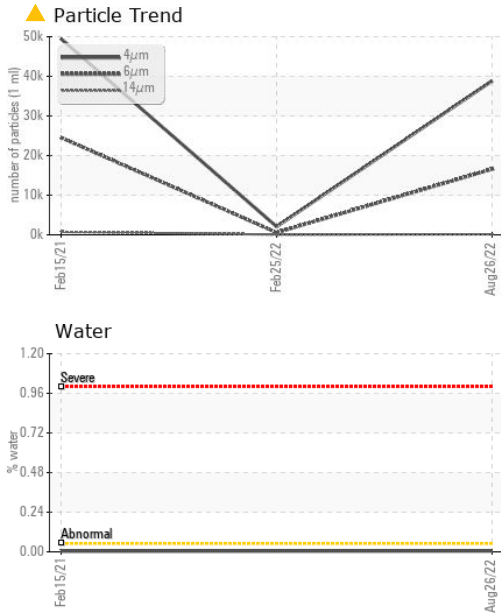 Particle Trend
50k
40k
30k
20k
10k
0k
number of particles (1 ml)
4μm
6μm
14μm
Feb15/21
Feb25/22
Aug26/22
Water
1.20
0.96
0.72
0.48
0.24
0.00
% water
Severe
Abnormal
Feb15/21
Aug26/22